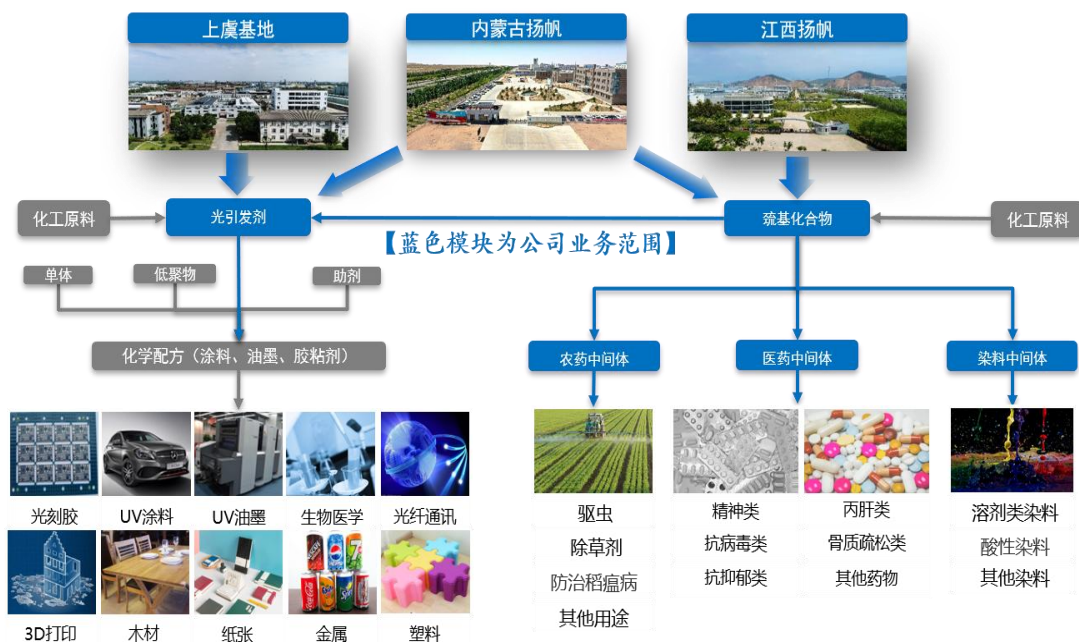 上虞基地
内蒙古扬帆
江西扬帆
化工原料
光引发剂
巯基化合物
化工原料
【蓝色模块为公司业务范围】
单体
低聚物
助剂
化学配方（涂料、油墨、胶粘剂）
农药中间体
医药中间体
染料中间体
光刻胶
UV涂料
UV油墨
生物医学
光纤通讯
驱虫
精神类
丙肝类
溶剂类染料
除草剂
抗病毒类
骨质疏松类
酸性染料
防治稻瘟病
抗抑郁类
其他药物
其他染料
其他用途
3D打印
木材
纸张
金属
塑料